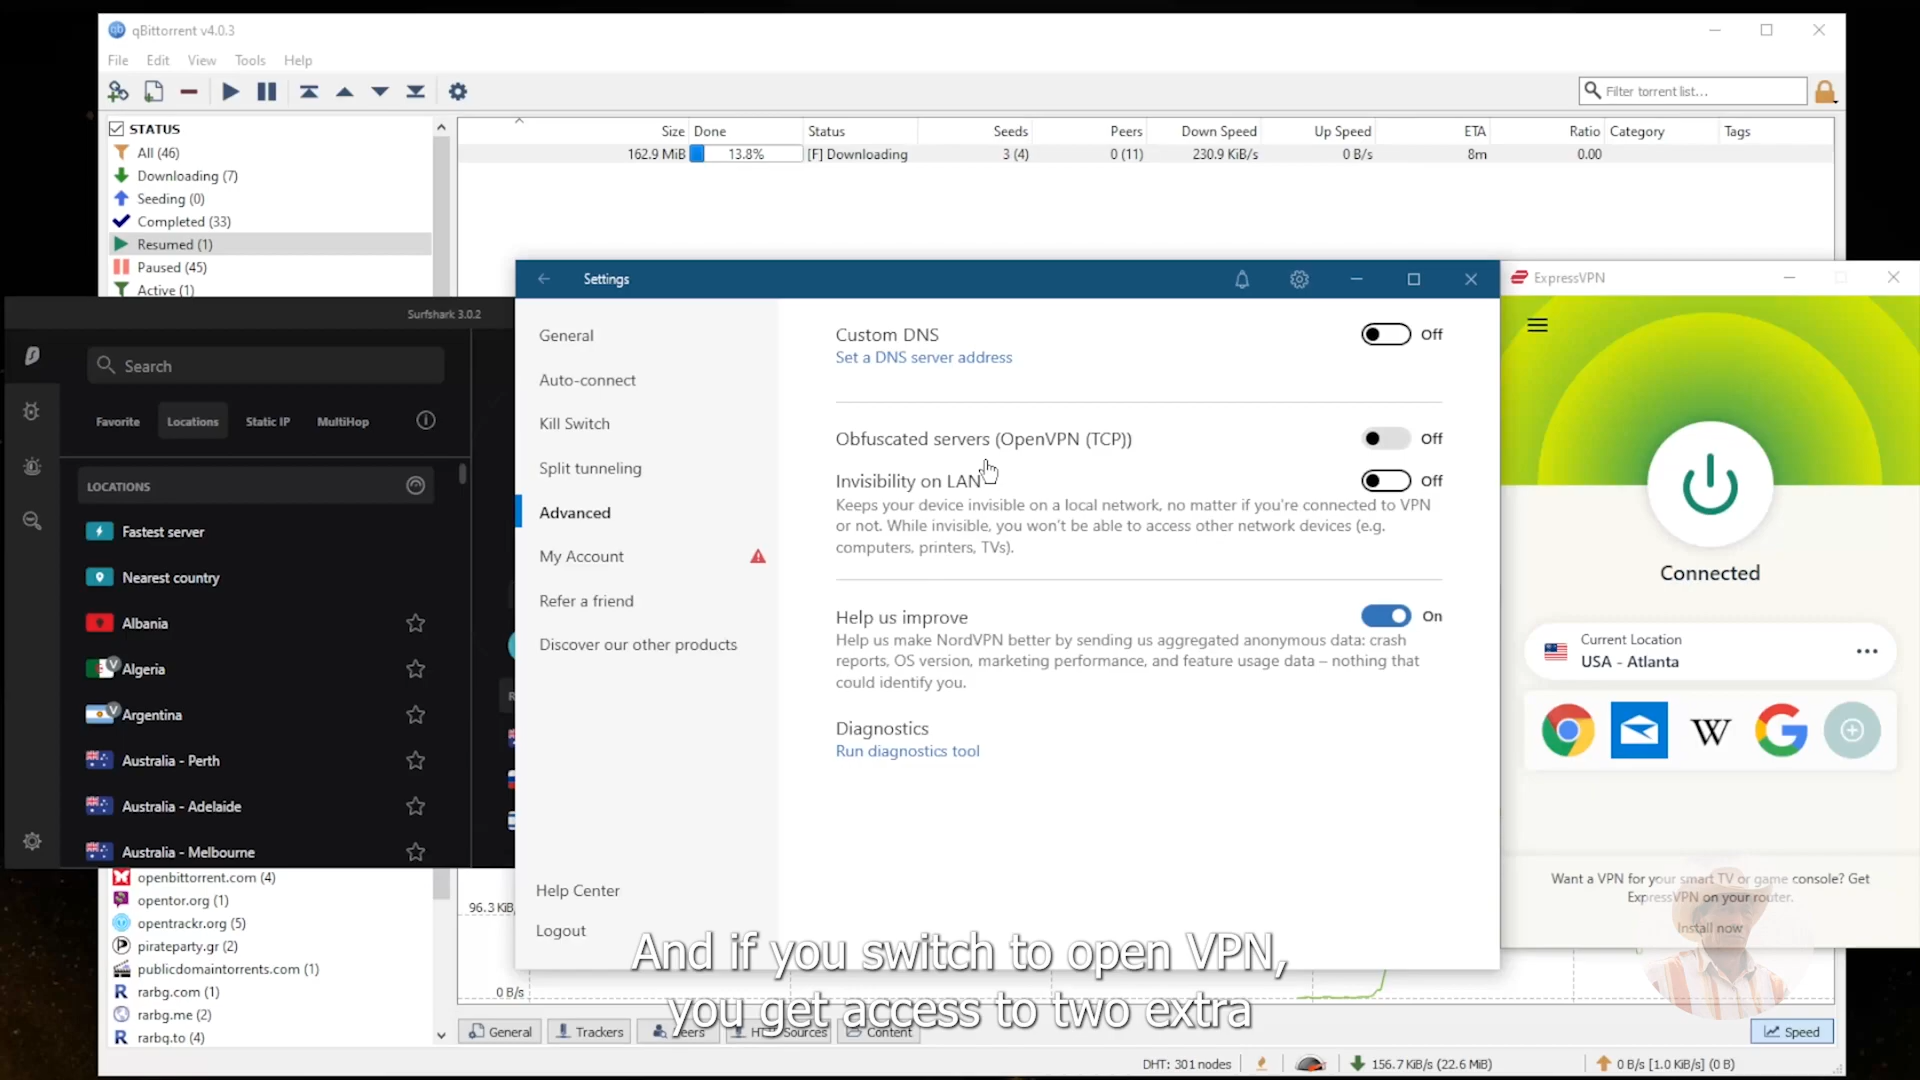 qBittorrent v4.0.3
File Edit View Tools Help
Filter torrent list...
STATUS
All (46)
Downloading (7)
Seeding (0)
Completed (33)
Resumed (1)
Paused (45)
Active (1)
Size Done Status Seeds Peers Down Speed Up Speed ETA Ratio Category Tags
162.9 MiB 13.8% [F] Downloading 3 (4) 0 (11) 230.9 KiB/s 0 B/s 8m 0.00
Surfshark 3.0.2
Search
Favorite Locations Static IP MultiHop
LOCATIONS
Fastest server
Nearest country
Albania
Algeria
Argentina
Australia - Perth
Australia - Adelaide
Australia - Melbourne
Settings
General
Auto-connect
Kill Switch
Split tunneling
Advanced
My Account
Refer a friend
Discover our other products
Help Center
Logout
Custom DNS Off
Set a DNS server address
Obfuscated servers (OpenVPN (TCP)) Off
Invisibility on LAN Off
Keeps your device invisible on a local network, no matter if you're connected to VPN
or not. While invisible, you won't be able to access other network devices (e.g.
computers, printers, TVs).
Help us improve On
Help us make NordVPN better by sending us aggregated anonymous data: crash
reports, OS version, marketing performance, and feature usage data – nothing that
could identify you.
Diagnostics
Run diagnostics tool
ExpressVPN
Connected
Current Location
USA - Atlanta
Want a VPN for your smart TV or game console? Get
ExpressVPN on your router.
Install now
openbittorrent.com (4)
opentor.org (1)
opentrackr.org (5)
pirateparty.gr (2)
publicdomaintorrents.com (1)
rarbg.com (1)
rarbg.me (2)
rarbg.to (4)
96.3 KiB
0 B/s
And if you switch to open VPN,
you get access to two extra
General Trackers Peers HTTP Sources Content Speed
DHT: 301 nodes 156.7 KiB/s (22.6 MiB) 0 B/s [1.0 KiB/s] (0 B)